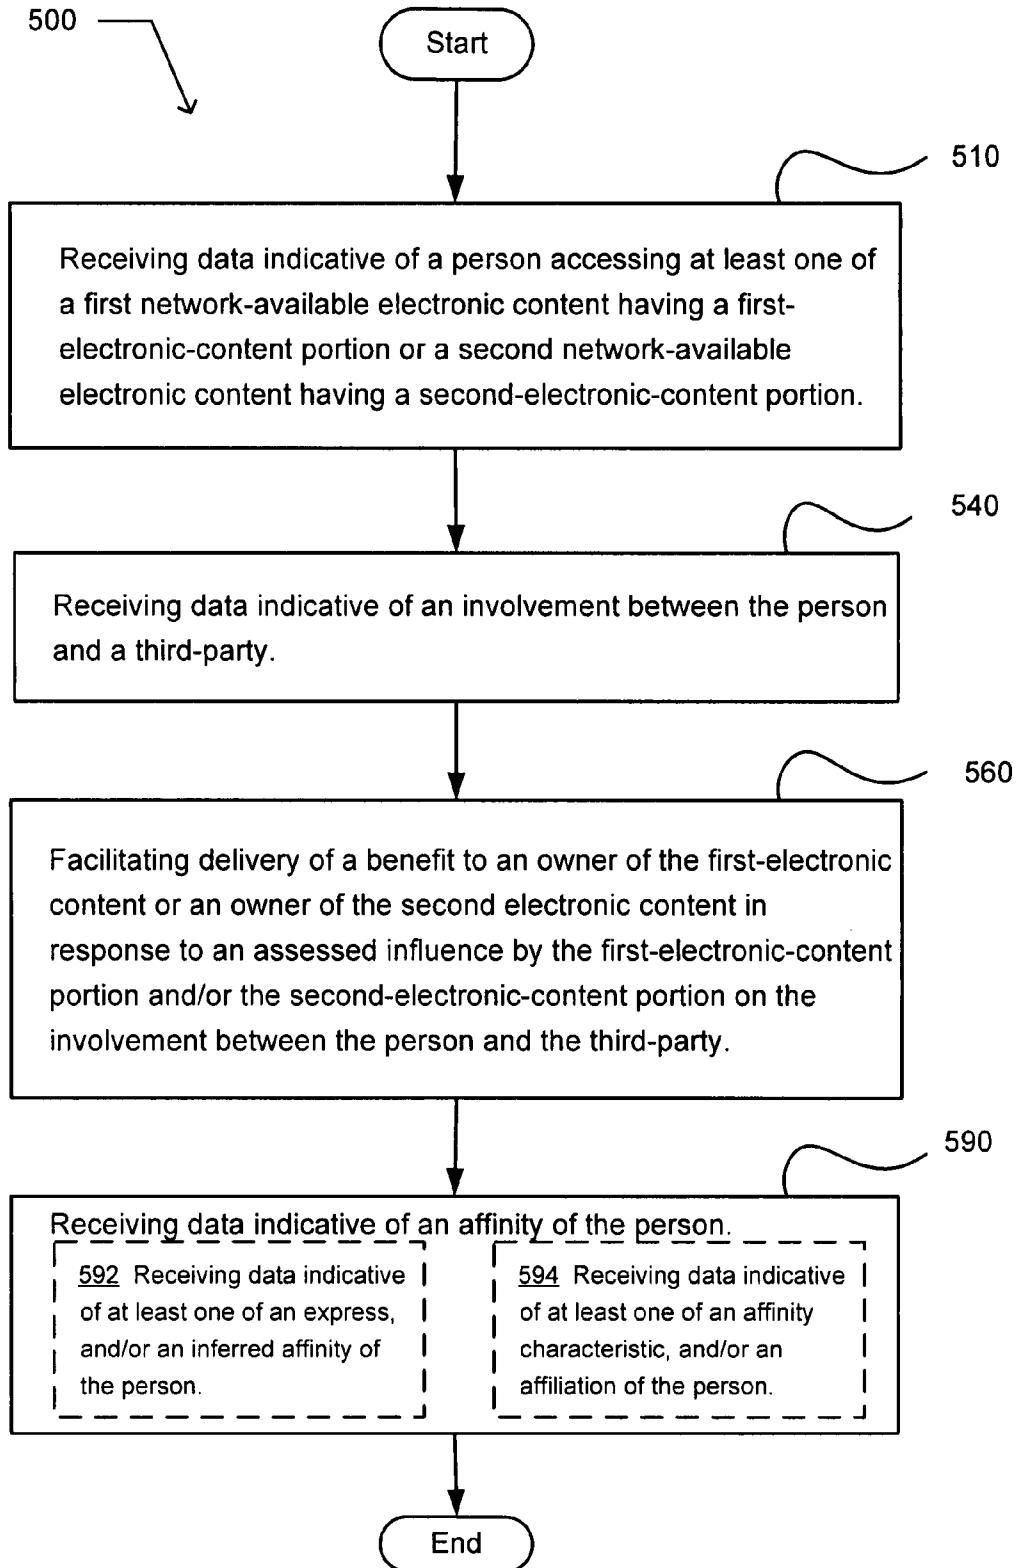 500
Start
510
Receiving data indicative of a person accessing at least one of
a first network-available electronic content having a first-
electronic-content portion or a second network-available
electronic content having a second-electronic-content portion.
540
Receiving data indicative of an involvement between the person
and a third-party.
560
Facilitating delivery of a benefit to an owner of the first-electronic
content or an owner of the second electronic content in
response to an assessed influence by the first-electronic-content
portion and/or the second-electronic-content portion on the
involvement between the person and the third-party.
590
Receiving data indicative of an affinity of the person.
592 Receiving data indicative
of at least one of an express,
and/or an inferred affinity of
the person.
594 Receiving data indicative
of at least one of an affinity
characteristic, and/or an
affiliation of the person.
End